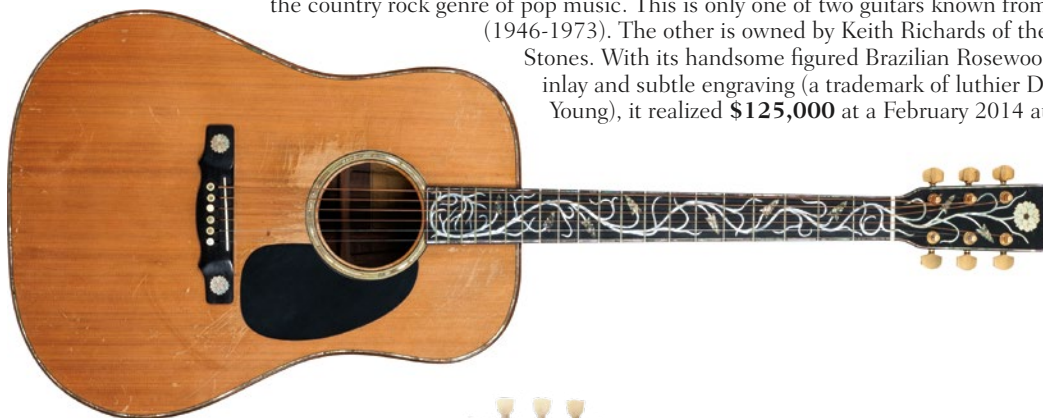 the country rock genre of pop music. This is only one of two guitars known from
(1946-1973). The other is owned by Keith Richards of the
Stones. With its handsome figured Brazilian Rosewoo
inlay and subtle engraving (a trademark of luthier D
Young), it realized $125,000 at a February 2014 a